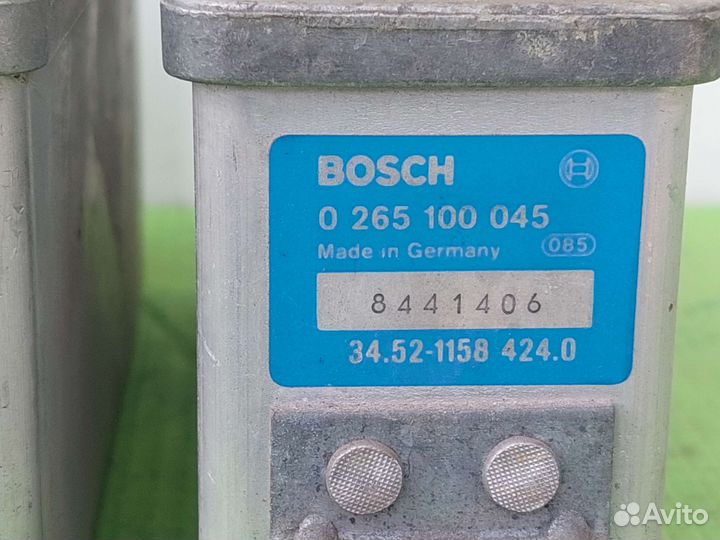 BOSCH
0 265 100 045
Made in Germany 085
8441406
34.52-1158 424.0
Avito